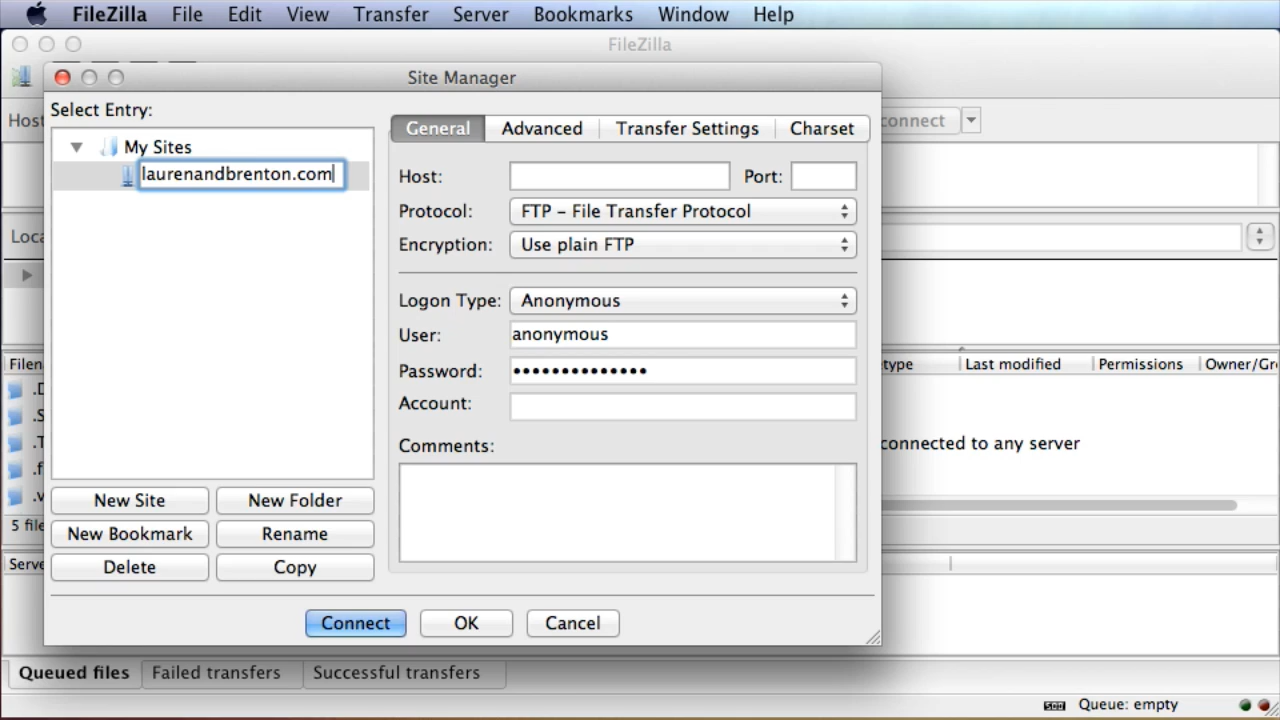 FileZilla File Edit View Transfer Server Bookmarks Window Help
FileZilla
Site Manager
Select Entry:
My Sites
laurenandbrenton.com
New Site New Folder
New Bookmark Rename
Delete Copy
General Advanced Transfer Settings Charset
Host: Port:
Protocol: FTP – File Transfer Protocol
Encryption: Use plain FTP
Logon Type: Anonymous
User: anonymous
Password: ••••••••••••••
Account:
Comments:
Connect OK Cancel
Host
connect
Loca
Filen
type Last modified Permissions Owner/Gr
.D
.S
.T
.f
.v
connected to any server
5 file
Serve
Queued files Failed transfers Successful transfers
Queue: empty